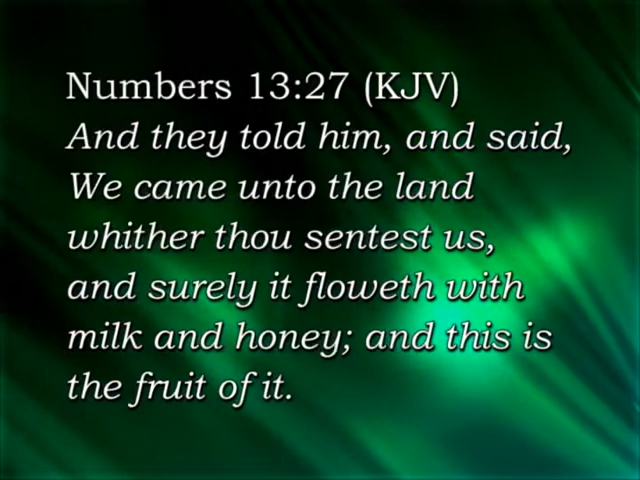 Numbers 13:27 (KJV)
And they told him, and said,
We came unto the land
whither thou sentest us,
and surely it floweth with
milk and honey; and this is
the fruit of it.